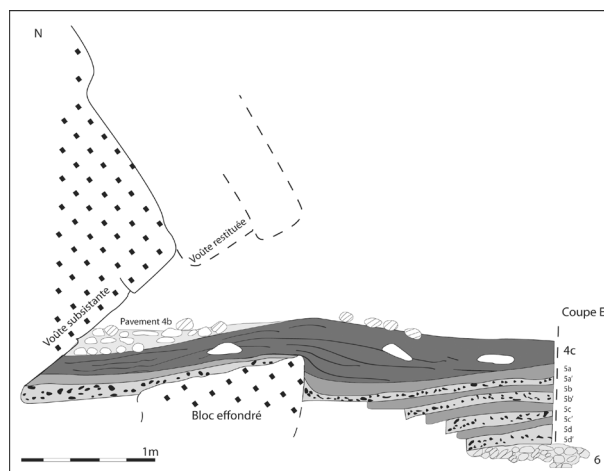 N
Voûte restituée
Voûte subsistante
Pavement 4b
Coupe B
4c
5a
5a'
5b
5b'
5c
5c'
5d
5d'
Bloc effondré
6
1m